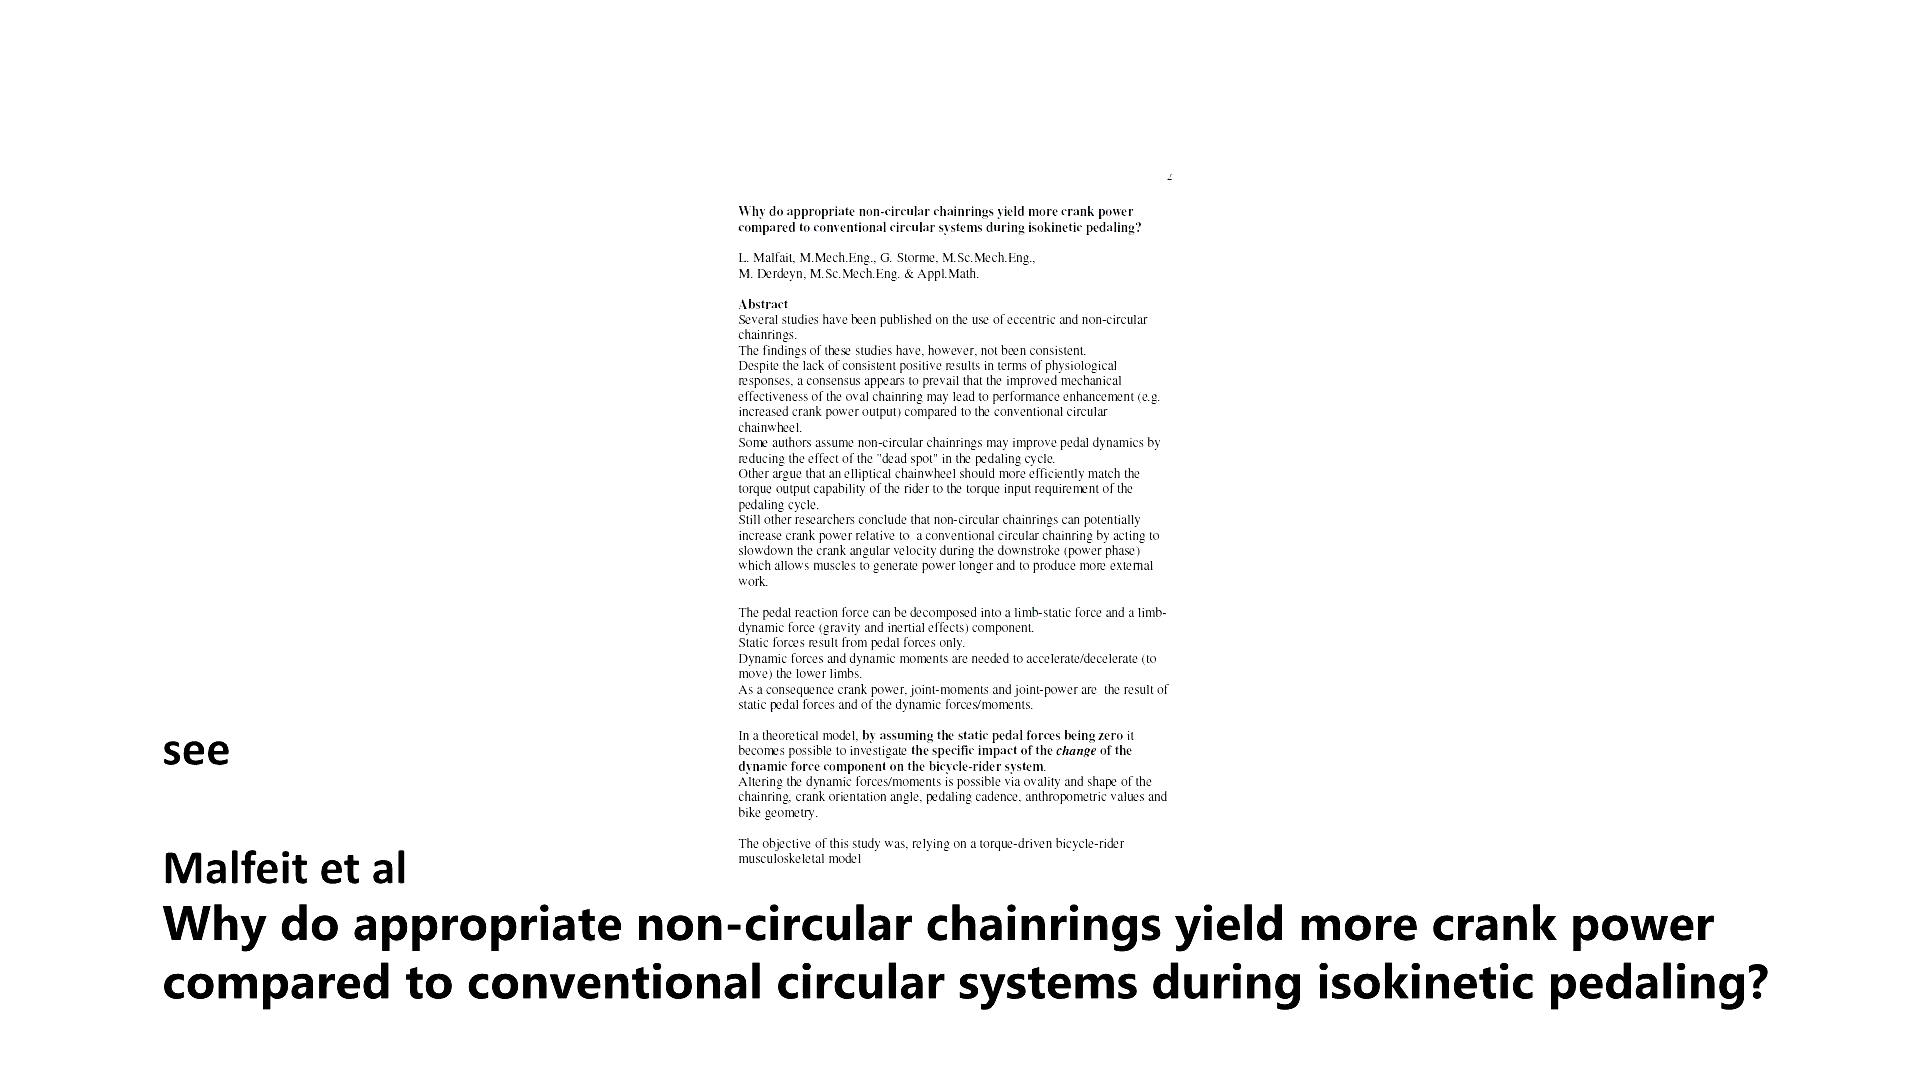 Why do appropriate non-circular chainrings yield more crank power
compared to conventional circular systems during isokinetic pedaling?
L. Malfait, M.Mech.Eng., G. Storme, M.Sc.Mech.Eng.,
M. Derdeyn, M.Sc.Mech.Eng. & Appl.Math.
Abstract
Several studies have been published on the use of eccentric and non-circular
chainrings.
The findings of these studies have, however, not been consistent.
Despite the lack of consistent positive results in terms of physiological
responses, a consensus appears to prevail that the improved mechanical
effectiveness of the oval chainring may lead to performance enhancement (e.g.
increased crank power output) compared to the conventional circular
chainwheel.
Some authors assume non-circular chainrings may improve pedal dynamics by
reducing the effect of the "dead spot" in the pedaling cycle.
Other argue that an elliptical chainwheel should more efficiently match the
torque output capability of the rider to the torque input requirement of the
pedaling cycle.
Still other researchers conclude that non-circular chainrings can potentially
increase crank power relative to a conventional circular chainring by acting to
slowdown the crank angular velocity during the downstroke (power phase)
which allows muscles to generate power longer and to produce more external
work.
The pedal reaction force can be decomposed into a limb-static force and a limb-
dynamic force (gravity and inertial effects) component.
Static forces result from pedal forces only.
Dynamic forces and dynamic moments are needed to accelerate/decelerate (to
move) the lower limbs.
As a consequence crank power, joint-moments and joint-power are the result of
static pedal forces and of the dynamic forces/moments.
In a theoretical model, by assuming the static pedal forces being zero it
becomes possible to investigate the specific impact of the change of the
dynamic force component on the bicycle-rider system.
Altering the dynamic forces/moments is possible via ovality and shape of the
chainring, crank orientation angle, pedaling cadence, anthropometric values and
bike geometry.
The objective of this study was, relying on a torque-driven bicycle-rider
musculoskeletal model
see
Malfeit et al
Why do appropriate non-circular chainrings yield more crank power
compared to conventional circular systems during isokinetic pedaling?